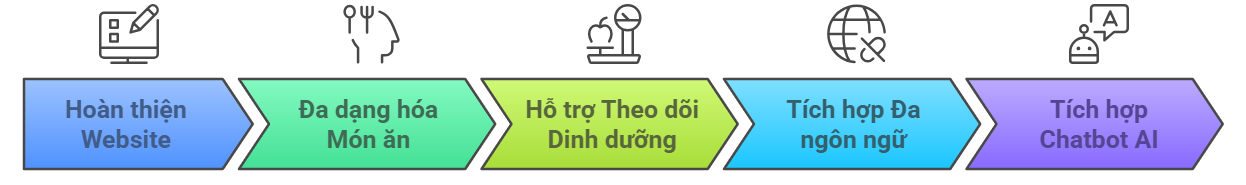 A
Hoàn thiện
Website
Đa dạng hóa
Món ăn
Hỗ trợ Theo dõi
Dinh dưỡng
Tích hợp Đa
ngôn ngữ
Tích hợp
Chatbot AI